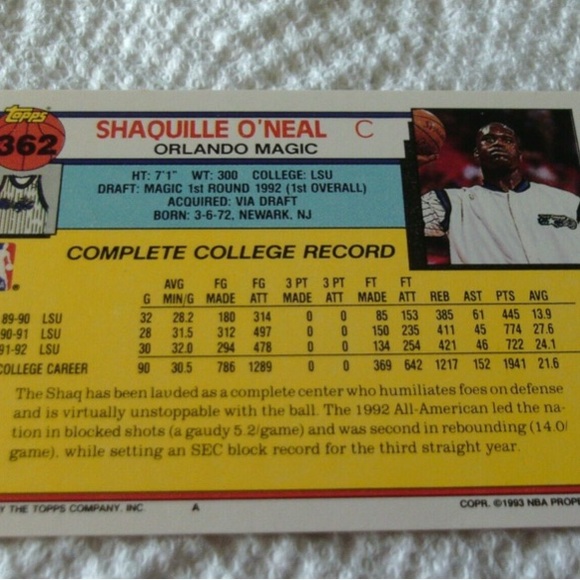 Topps
362
SHAQUILLE O'NEAL C
ORLANDO MAGIC
HT: 7'1" WT: 300 COLLEGE: LSU
DRAFT: MAGIC 1st ROUND 1992 (1st OVERALL)
ACQUIRED: VIA DRAFT
BORN: 3-6-72, NEWARK, NJ
COMPLETE COLLEGE RECORD
AVG FG FG 3 PT 3 PT FT FT
G MIN/G MADE ATT MADE ATT MADE ATT REB AST PTS AVG
89-90 LSU 32 28.2 180 314 0 0 85 153 385 61 445 13.9
90-91 LSU 28 31.5 312 497 0 0 150 235 411 45 774 27.6
91-92 LSU 30 32.0 294 478 0 0 134 254 421 46 722 24.1
COLLEGE CAREER 90 30.5 786 1289 0 0 369 642 1217 152 1941 21.6
The Shaq has been lauded as a complete center who humiliates foes on defense
and is virtually unstoppable with the ball. The 1992 All-American led the na-
tion in blocked shots (a gaudy 5.2/game) and was second in rebounding (14.0/
game), while setting an SEC block record for the third straight year.
Y THE TOPPS COMPANY, INC. A COPR. ©1993 NBA PROPE